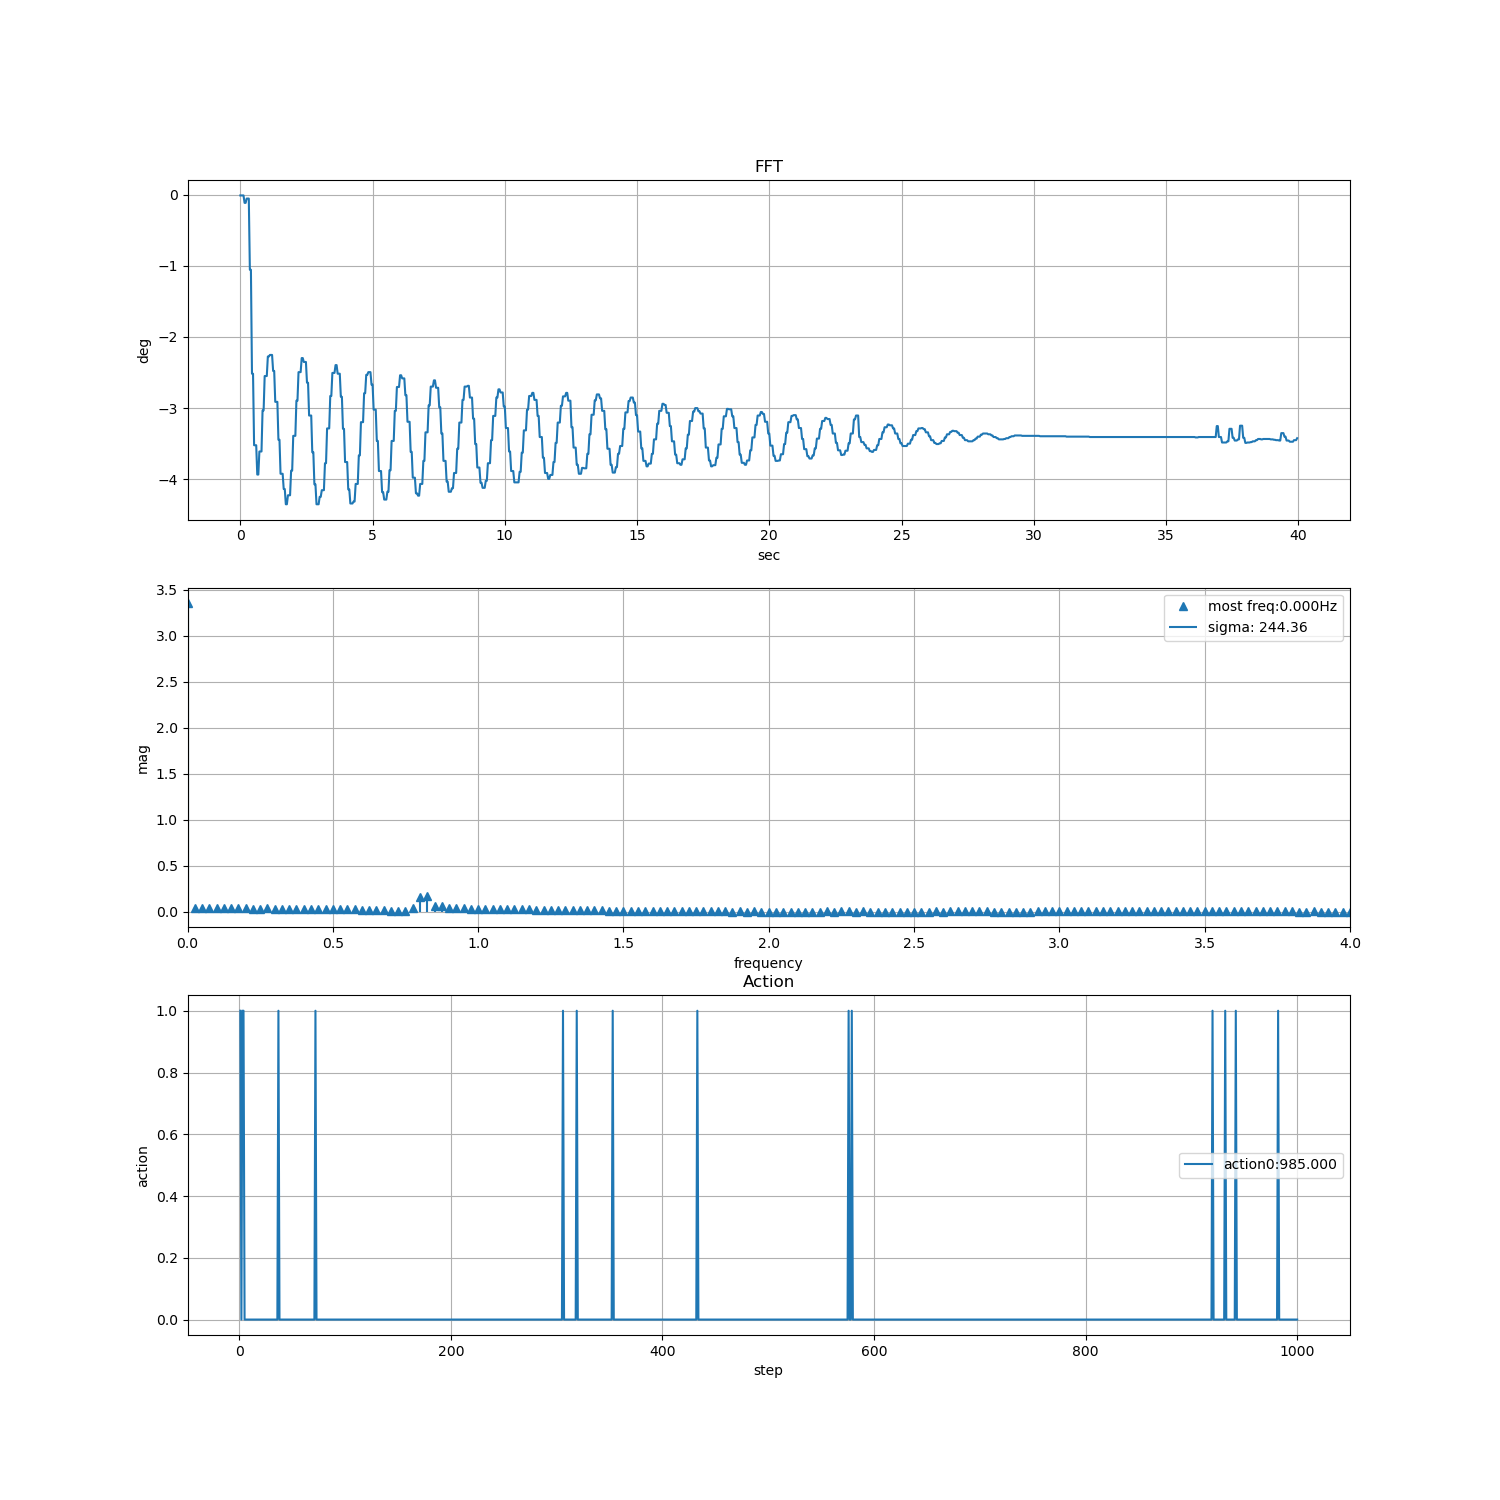 FFT
0
−1
−2
−3
−4
deg
0 5 10 15 20 25 30 35 40
sec
3.5
3.0
2.5
2.0
1.5
1.0
0.5
0.0
mag
most freq:0.000Hz
sigma: 244.36
0.0 0.5 1.0 1.5 2.0 2.5 3.0 3.5 4.0
frequency
Action
1.0
0.8
0.6
0.4
0.2
0.0
action
action0:985.000
0 200 400 600 800 1000
step